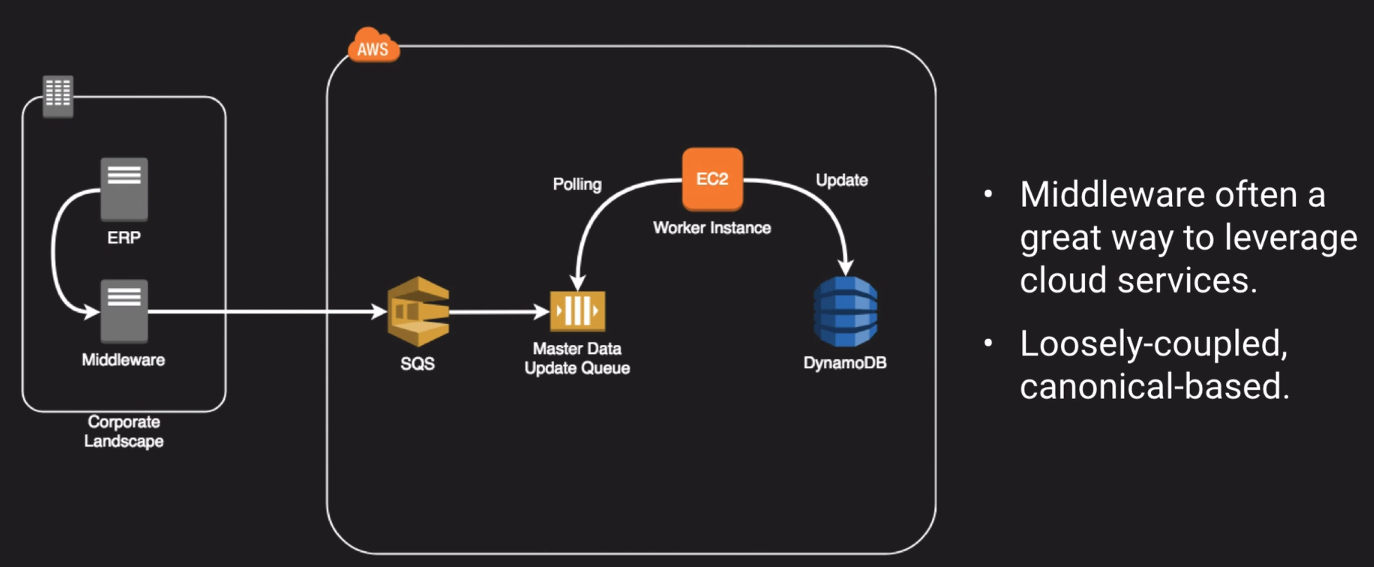 AWS
ERP
Middleware
Corporate
Landscape
SQS
Master Data
Update Queue
Polling
EC2
Worker Instance
Update
DynamoDB
• Middleware often a
great way to leverage
cloud services.
• Loosely-coupled,
canonical-based.